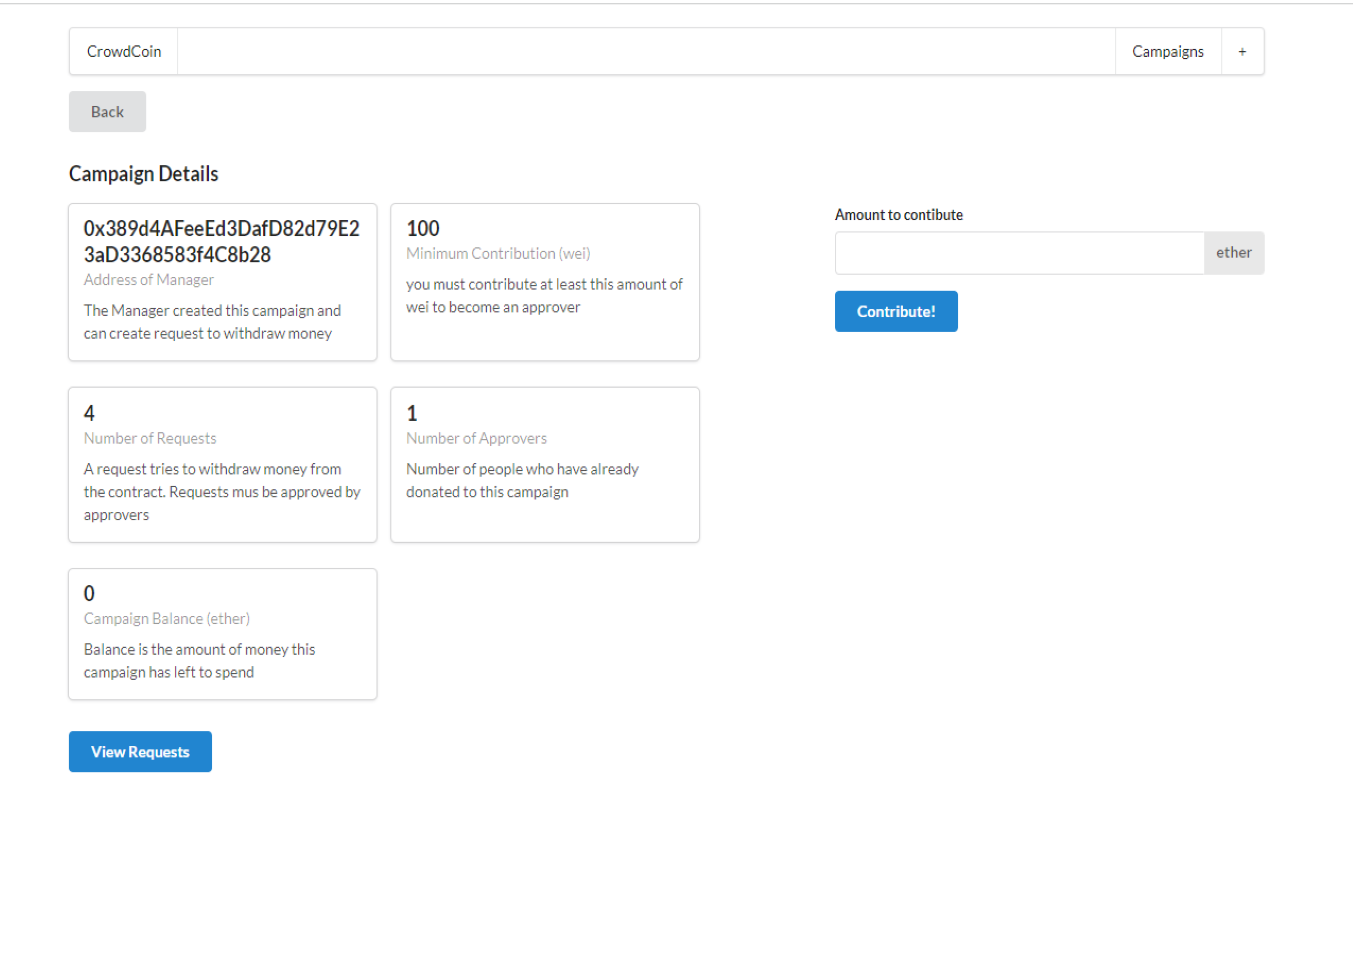 CrowdCoin
Campaigns
+
Back
Campaign Details
0x389d4AFeeEd3DafD82d79E2
3aD3368583f4C8b28
Address of Manager
The Manager created this campaign and
can create request to withdraw money
100
Minimum Contribution (wei)
you must contribute at least this amount of
wei to become an approver
4
Number of Requests
A request tries to withdraw money from
the contract. Requests mus be approved by
approvers
1
Number of Approvers
Number of people who have already
donated to this campaign
0
Campaign Balance (ether)
Balance is the amount of money this
campaign has left to spend
View Requests
Amount to contibute
ether
Contribute!